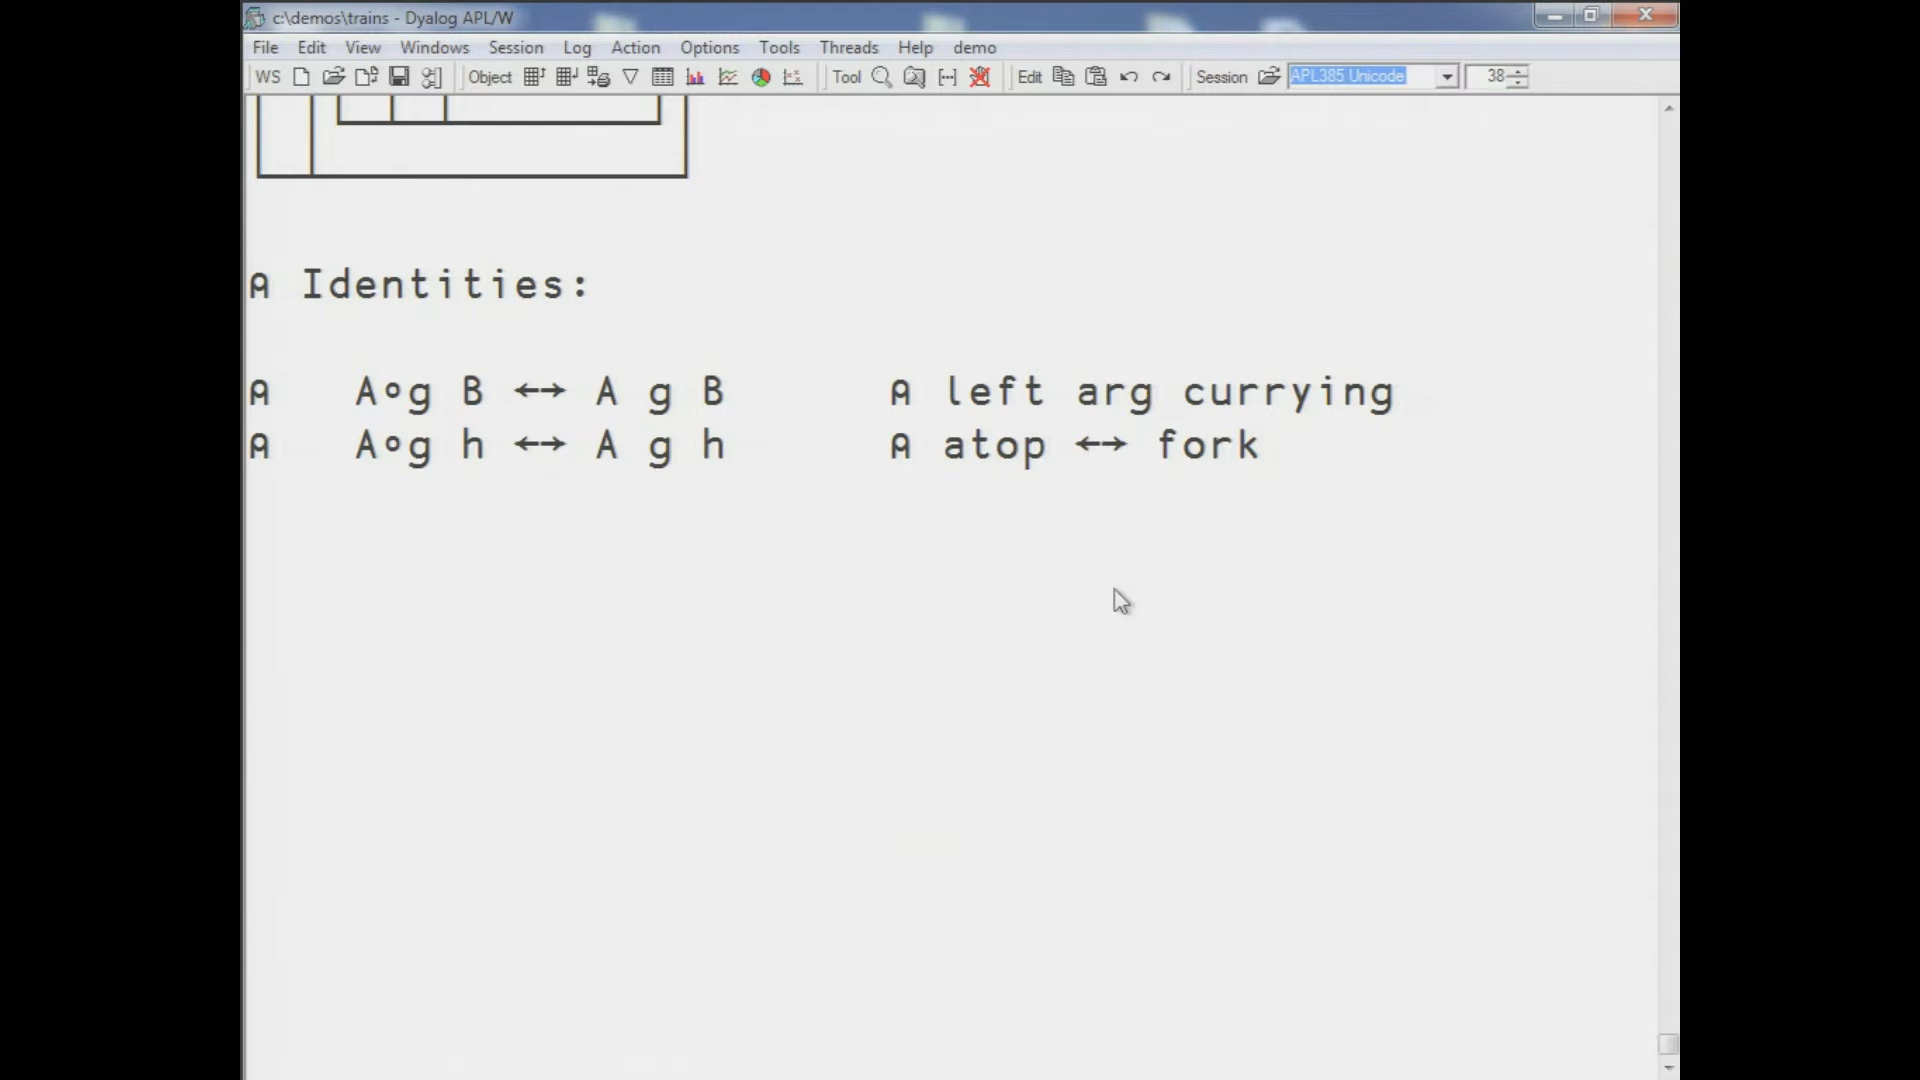 c:\demos\trains - Dyalog APL/W
File Edit View Windows Session Log Action Options Tools Threads Help demo
WS Object Tool Edit Session APL385 Unicode 38
⍝ Identities:
⍝ A∘g B ←→ A g B ⍝ left arg currying
⍝ A∘g h ←→ A g h ⍝ atop ←→ fork